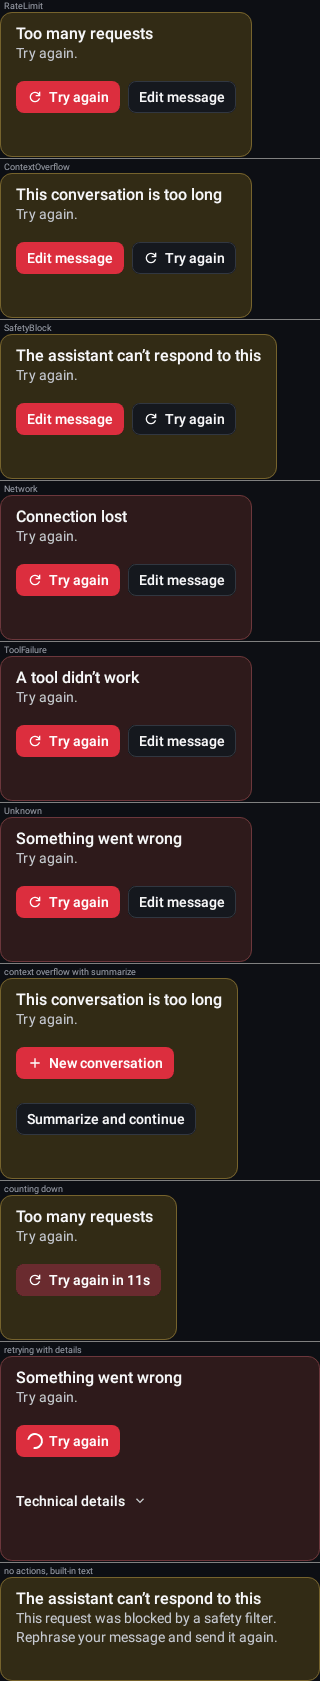 RateLimit
Too many requests
Try again.
Try again
Edit message
ContextOverflow
This conversation is too long
Try again.
Edit message
Try again
SafetyBlock
The assistant can’t respond to this
Try again.
Edit message
Try again
Network
Connection lost
Try again.
Try again
Edit message
ToolFailure
A tool didn’t work
Try again.
Try again
Edit message
Unknown
Something went wrong
Try again.
Try again
Edit message
context overflow with summarize
This conversation is too long
Try again.
New conversation
Summarize and continue
counting down
Too many requests
Try again.
Try again in 11s
retrying with details
Something went wrong
Try again.
Try again
Technical details
no actions, built-in text
The assistant can’t respond to this
This request was blocked by a safety filter.
Rephrase your message and send it again.